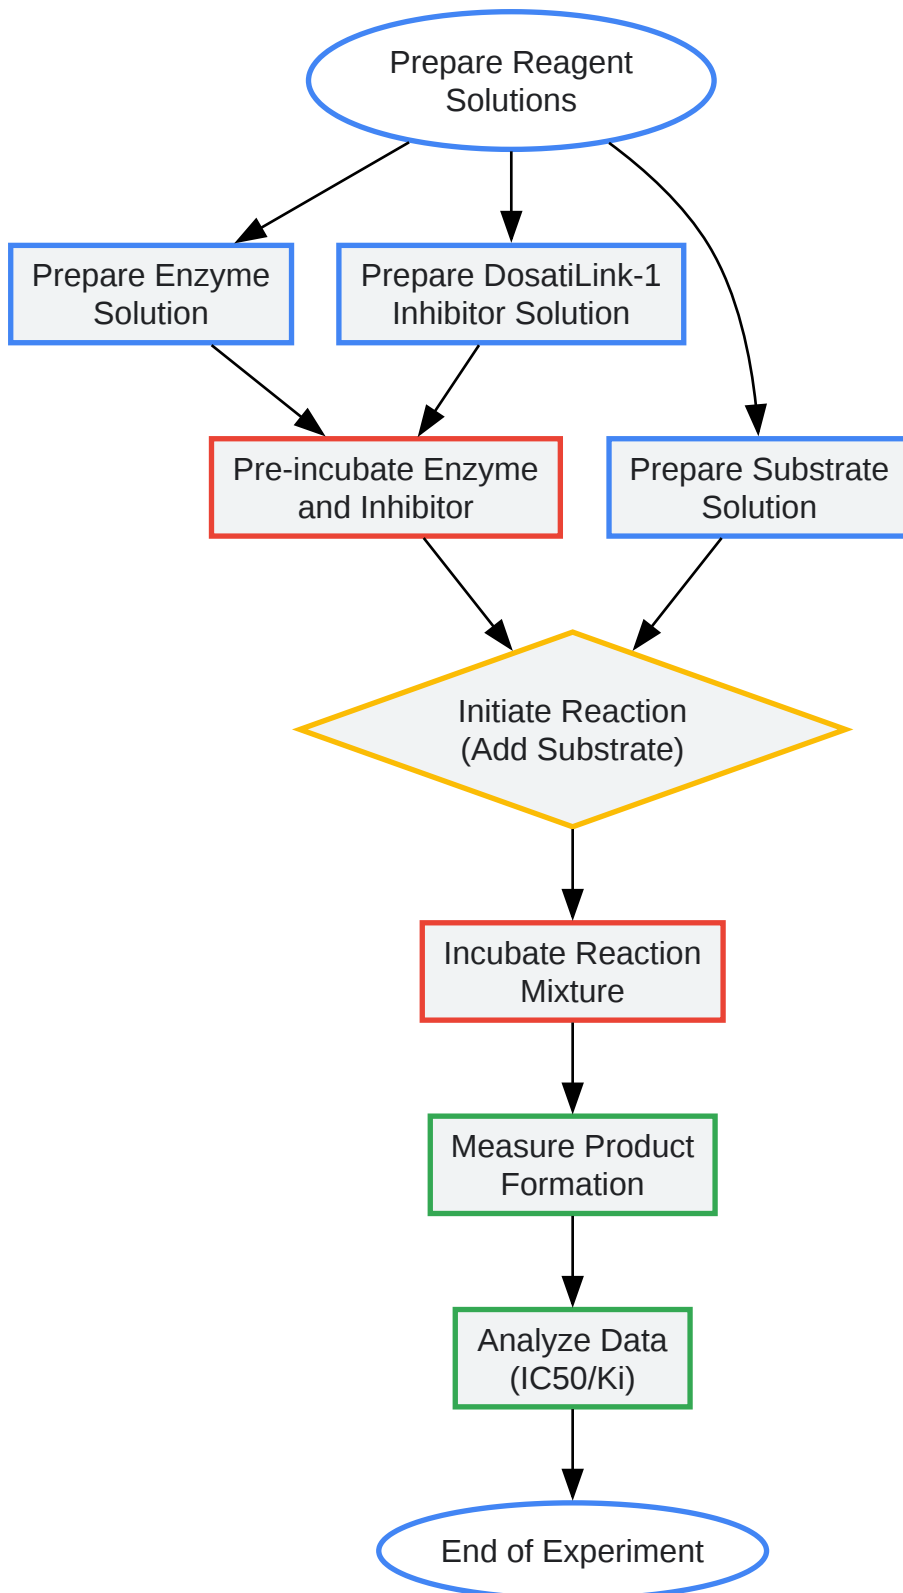 Prepare Reagent
Solutions
Prepare Enzyme
Solution
Prepare DosatiLink-1
Inhibitor Solution
Pre-incubate Enzyme
and Inhibitor
Prepare Substrate
Solution
Initiate Reaction
(Add Substrate)
Incubate Reaction
Mixture
Measure Product
Formation
Analyze Data
(IC50/Ki)
End of Experiment